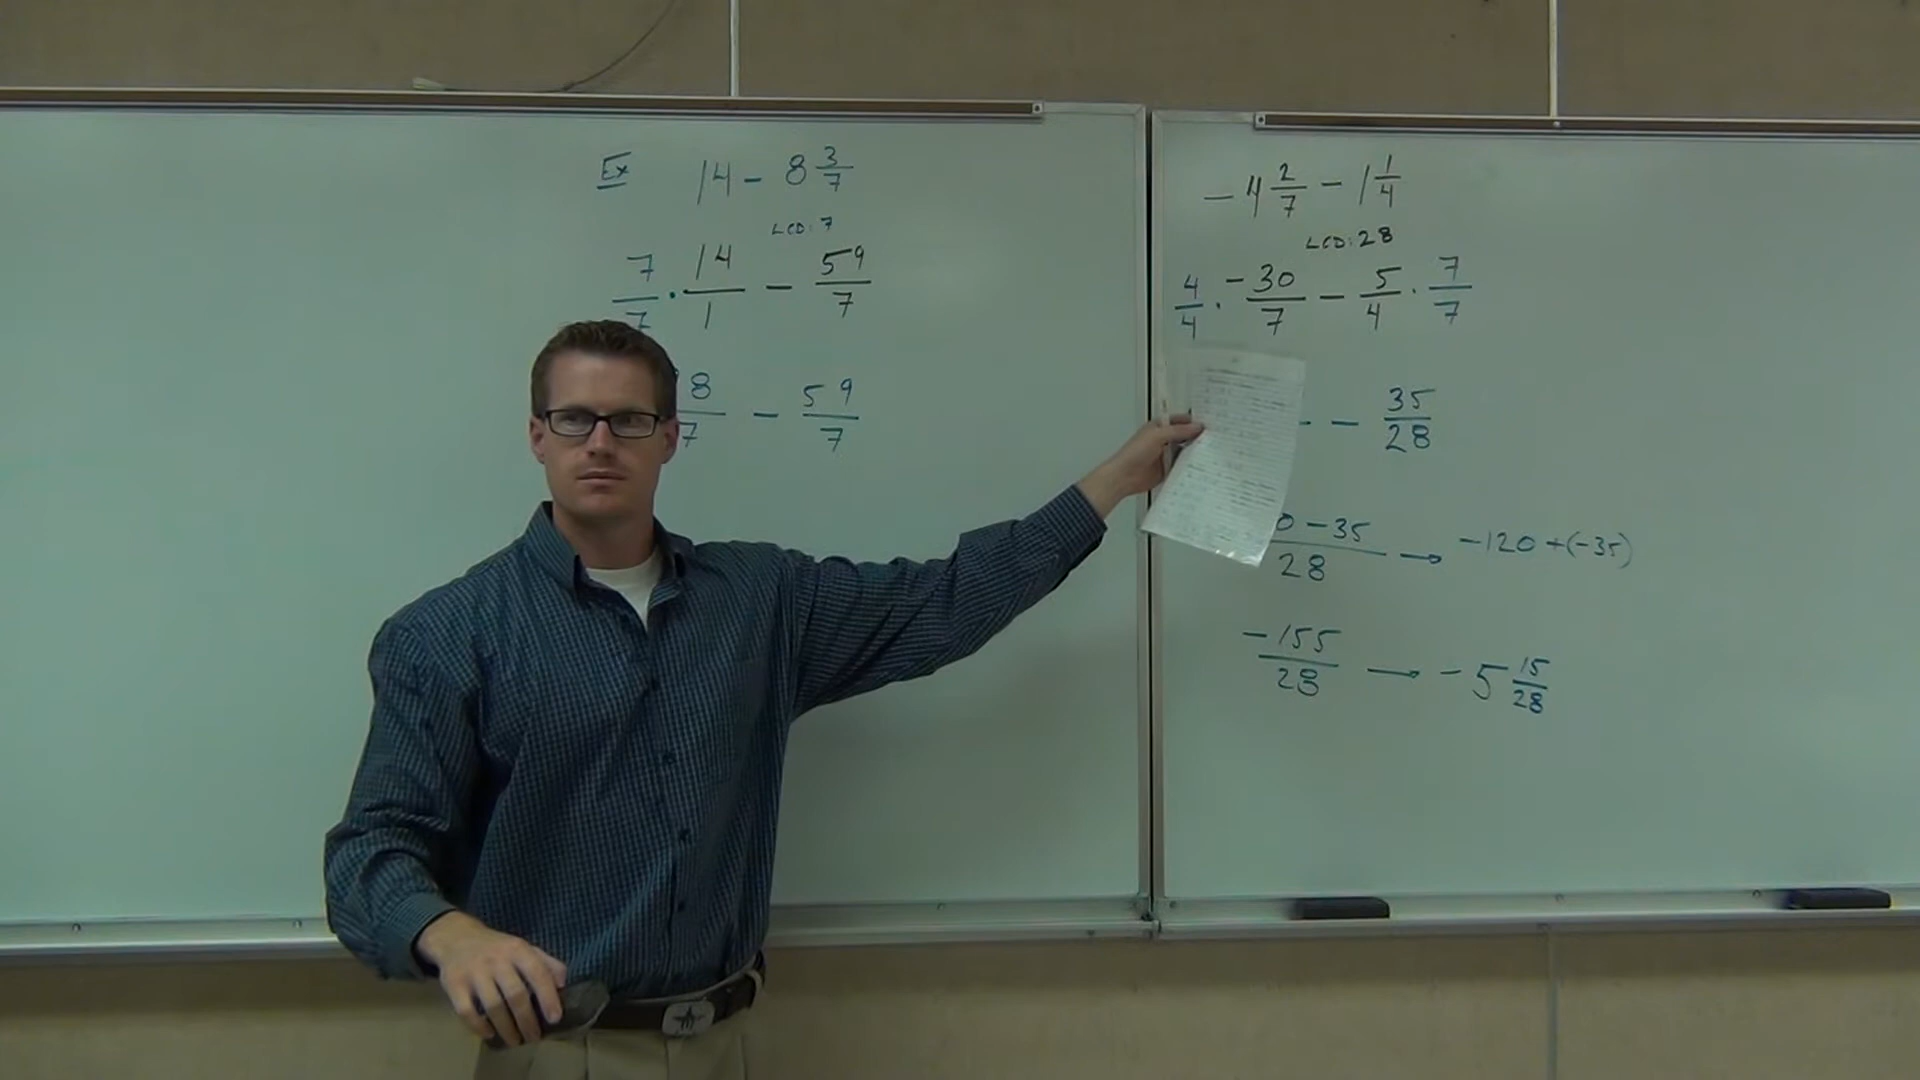 Ex 14 - 8 3/7
LCD: 7
7/7 · 14/1 - 59/7
8/7 - 59/7
- 4 2/7 - 1 1/4
LCD: 28
4/4 · -30/7 - 5/4 · 7/7
- 35/28
0 - 35/28 → -120 + (-35)
-155/28 → -5 15/28